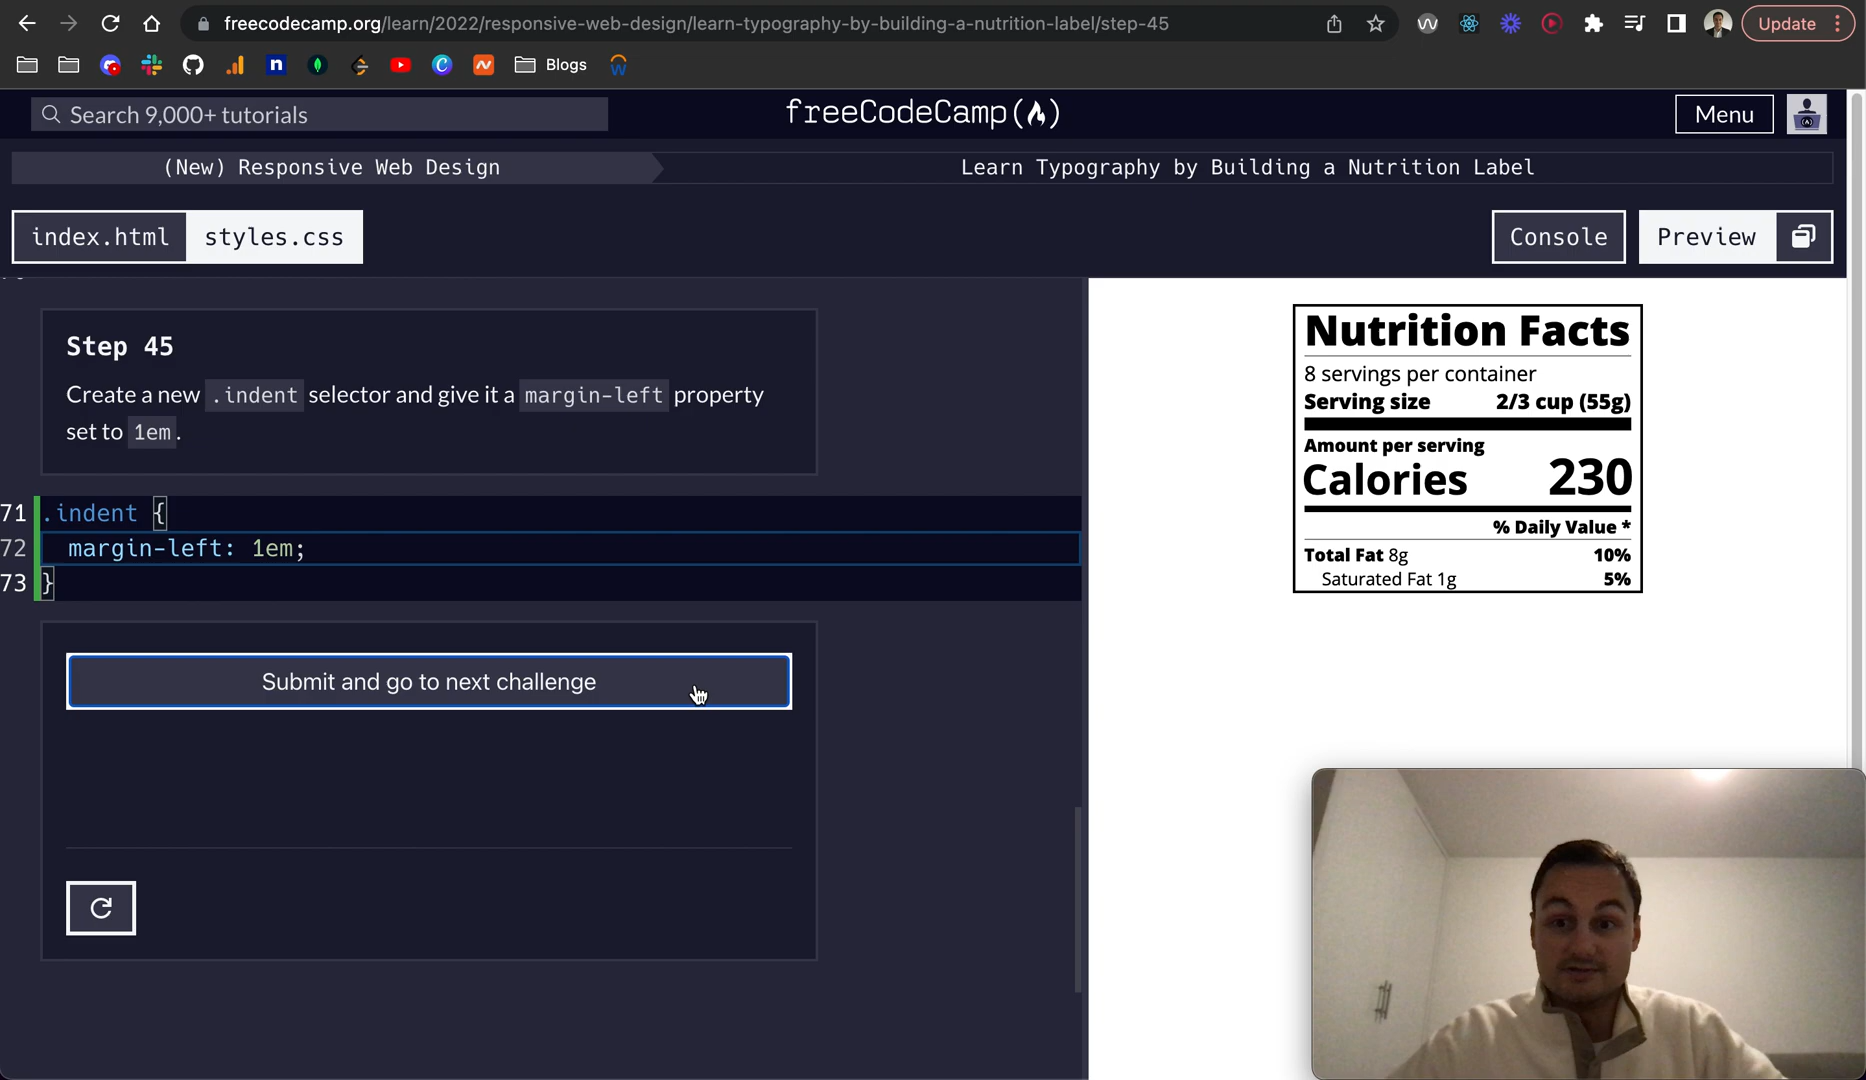 freecodecamp.org/learn/2022/responsive-web-design/learn-typography-by-building-a-nutrition-label/step-45
Update
Blogs
Search 9,000+ tutorials
freeCodeCamp(🔥)
Menu
(New) Responsive Web Design
Learn Typography by Building a Nutrition Label
index.html
styles.css
Console
Preview
Step 45
Create a new .indent selector and give it a margin-left property
set to 1em.
71 .indent {
72 margin-left: 1em;
73 }
Submit and go to next challenge
Nutrition Facts
8 servings per container
Serving size 2/3 cup (55g)
Amount per serving
Calories 230
% Daily Value *
Total Fat 8g 10%
Saturated Fat 1g 5%